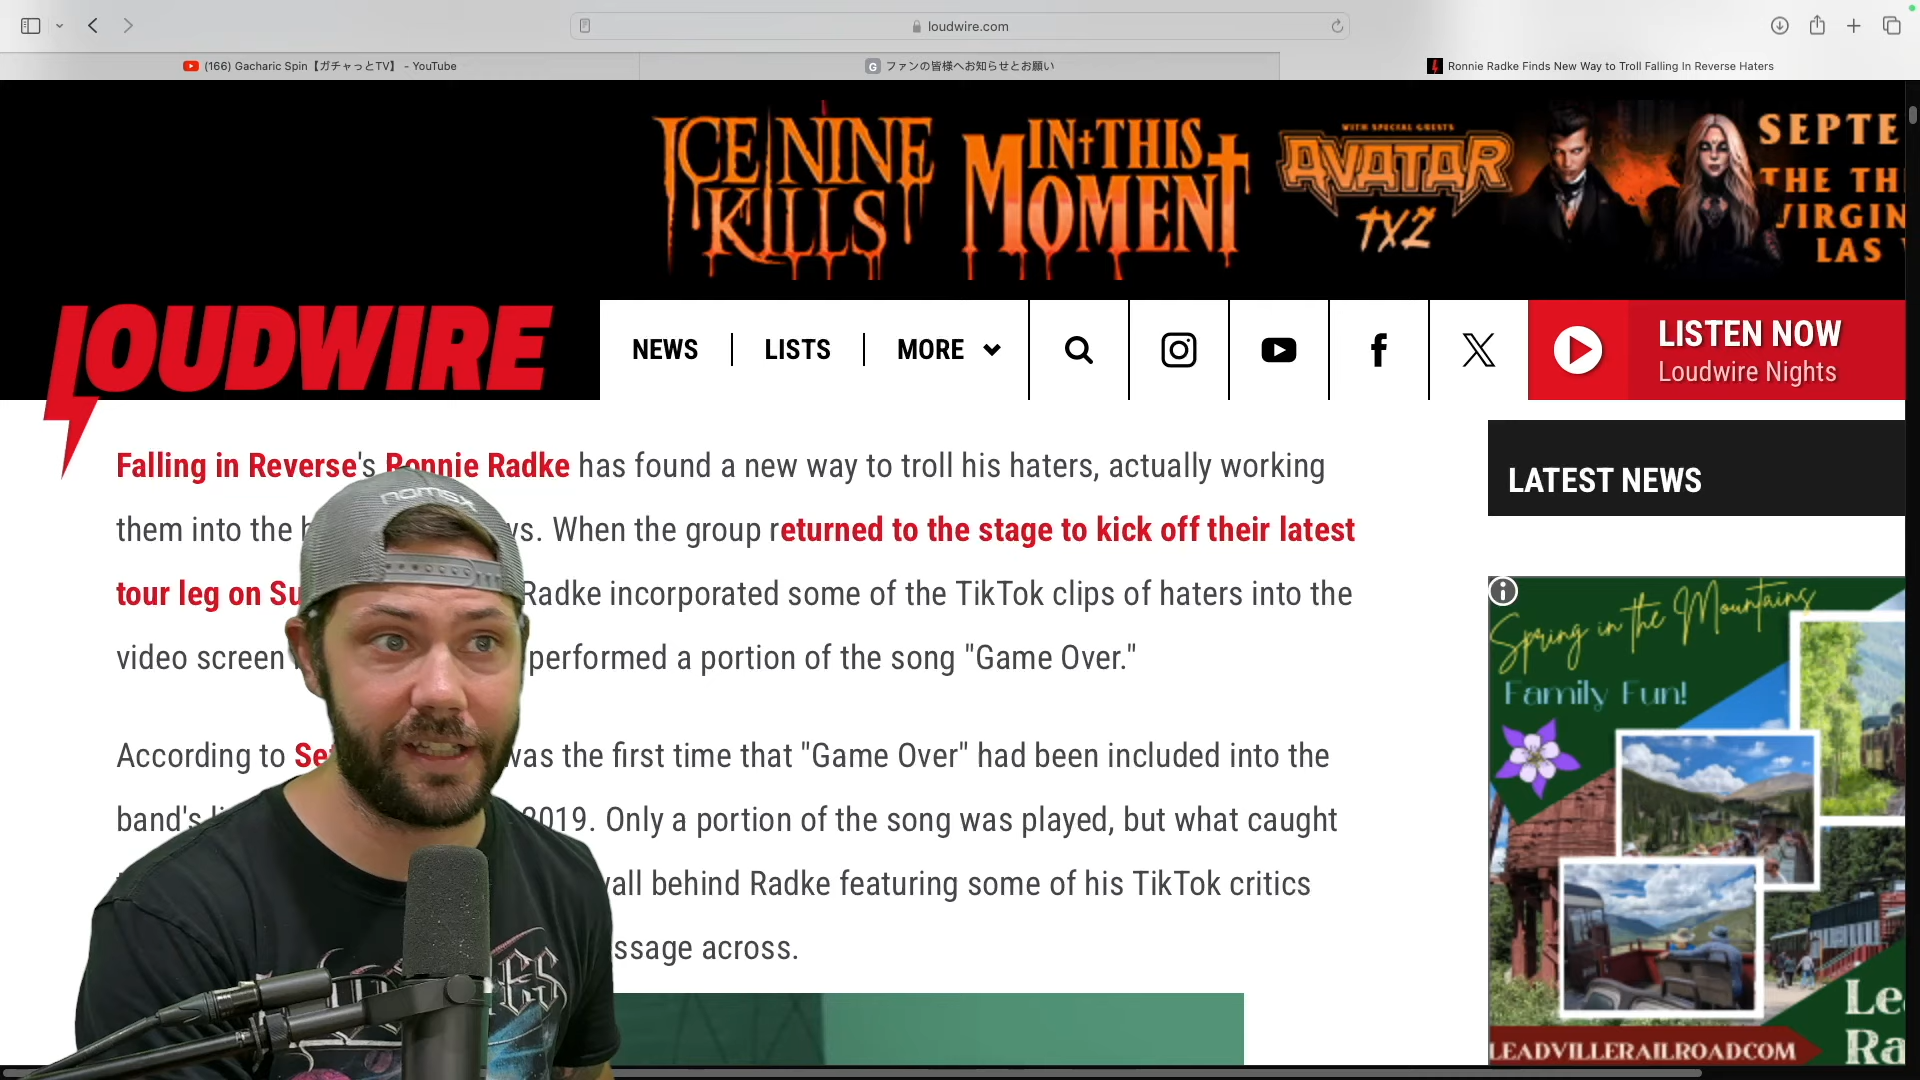 loudwire.com
(166) Gacharic Spin【ガチャっとTV】 - YouTube
G ファンの皆様へお知らせとお願い
Ronnie Radke Finds New Way to Troll Falling In Reverse Haters
ICE NINE KILLS
IN THIS MOMENT
WITH SPECIAL GUESTS
AVATAR
TX2
SEPTE
THE TH
VIRGIN
LAS V
LOUDWIRE
NEWS
LISTS
MORE
LISTEN NOW
Loudwire Nights
Falling in Reverse's Ronnie Radke has found a new way to troll his haters, actually working
them into the ys. When the group returned to the stage to kick off their latest
tour leg on Su Radke incorporated some of the TikTok clips of haters into the
video screen performed a portion of the song "Game Over."
According to Se was the first time that "Game Over" had been included into the
band's li 2019. Only a portion of the song was played, but what caught
all behind Radke featuring some of his TikTok critics
ssage across.
nomsx
LATEST NEWS
Spring in the Mountains
Family Fun!
Le
Ra
LEADVILLERAILROAD.COM